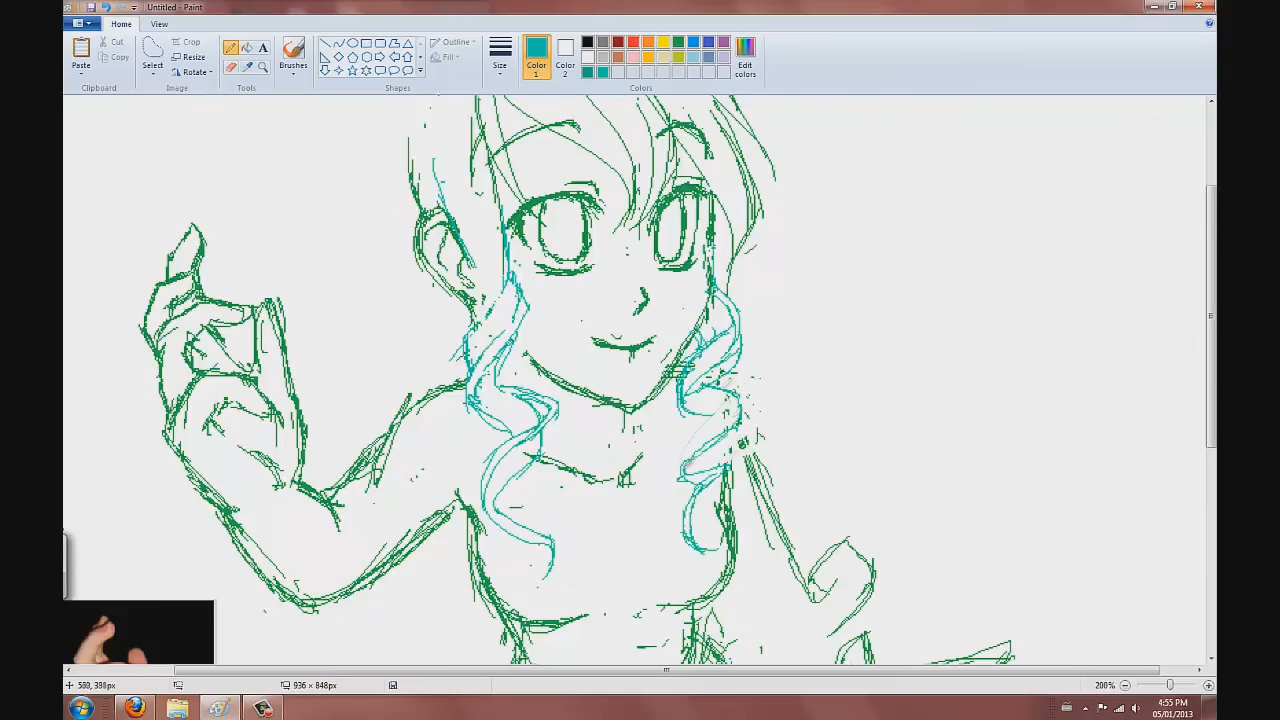 Untitled - Paint
Home View
Paste
Cut
Copy
Clipboard
Select
Crop
Resize
Rotate
Image
A
Tools
Brushes
Outline
Fill
Shapes
Size
Color 1
Color 2
Edit colors
Colors
936 × 848px
200%
4:55 PM
05/01/2013